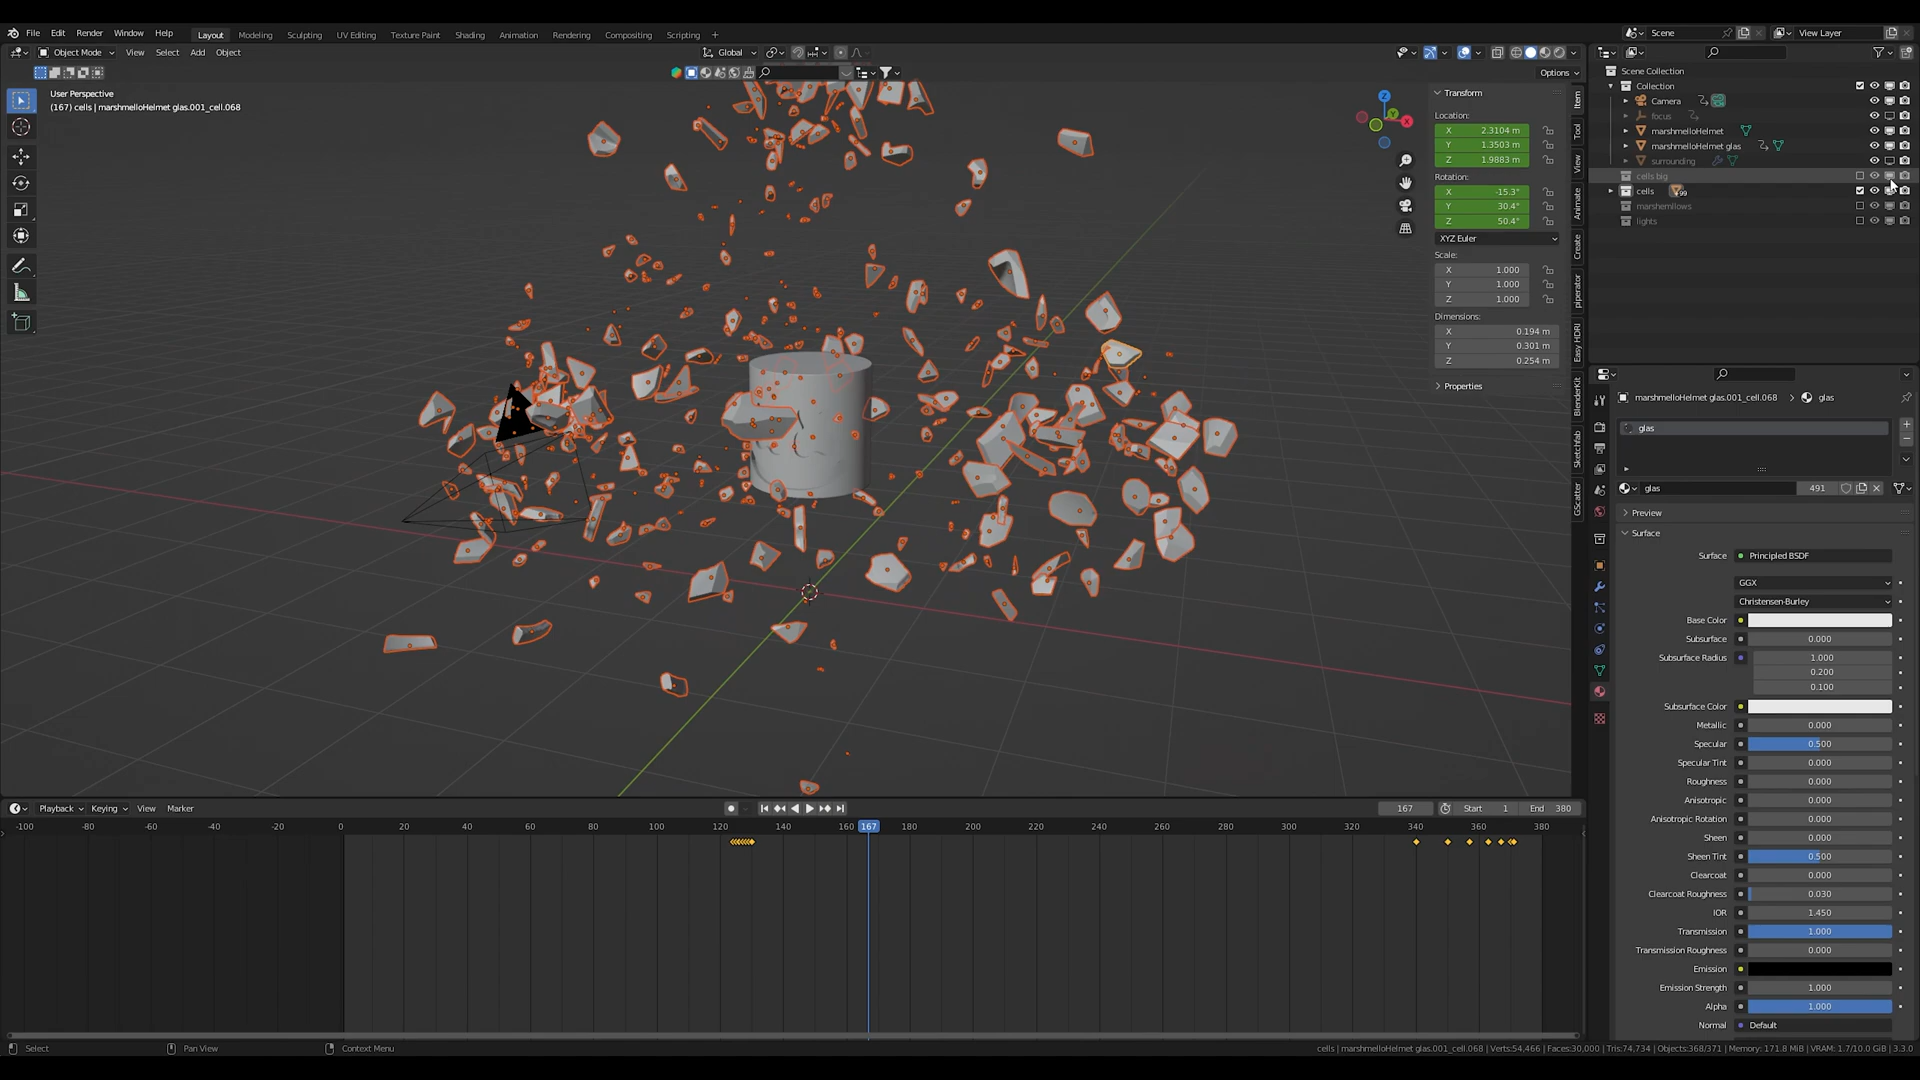 File Edit Render Window Help
Layout Modeling Sculpting UV Editing Texture Paint Shading Animation Rendering Compositing Scripting +
Scene
View Layer
Object Mode View Select Add Object
Global
Options
User Perspective
(167) cells | marshmelloHelmet glas.001_cell.068
Transform
Location:
X 2.3104 m
Y 1.3503 m
Z 1.9883 m
Rotation:
X -15.3°
Y 30.4°
Z 50.4°
XYZ Euler
Scale:
X 1.000
Y 1.000
Z 1.000
Dimensions:
X 0.194 m
Y 0.301 m
Z 0.254 m
Properties
Item
Tool
View
Animate
Create
piperator
Easy HDRI
BlenderKit
Sketchfab
GScatter
Scene Collection
Collection
Camera
focus
marshmelloHelmet
marshmelloHelmet glas
surrounding
cells big
cells
marshemllows
lights
marshmelloHelmet glas.001_cell.068 > glas
glas
glas 491
Preview
Surface
Surface Principled BSDF
GGX
Christensen-Burley
Base Color
Subsurface 0.000
Subsurface Radius 1.000
0.200
0.100
Subsurface Color
Metallic 0.000
Specular 0.500
Specular Tint 0.000
Roughness 0.000
Anisotropic 0.000
Anisotropic Rotation 0.000
Sheen 0.000
Sheen Tint 0.500
Clearcoat 0.000
Clearcoat Roughness 0.030
IOR 1.450
Transmission 1.000
Transmission Roughness 0.000
Emission
Emission Strength 1.000
Alpha 1.000
Normal Default
Playback Keying View Marker
167 Start 1 End 380
-100 -80 -60 -40 -20 0 20 40 60 80 100 120 140 160 167 180 200 220 240 260 280 300 320 340 360 380
Select Pan View Context Menu
cells | marshmelloHelmet glas.001_cell.068 | Verts:54,466 | Faces:30,000 | Tris:74,734 | Objects:368/371 | Memory: 171.8 MiB | VRAM: 1.7/10.0 GiB | 3.3.0